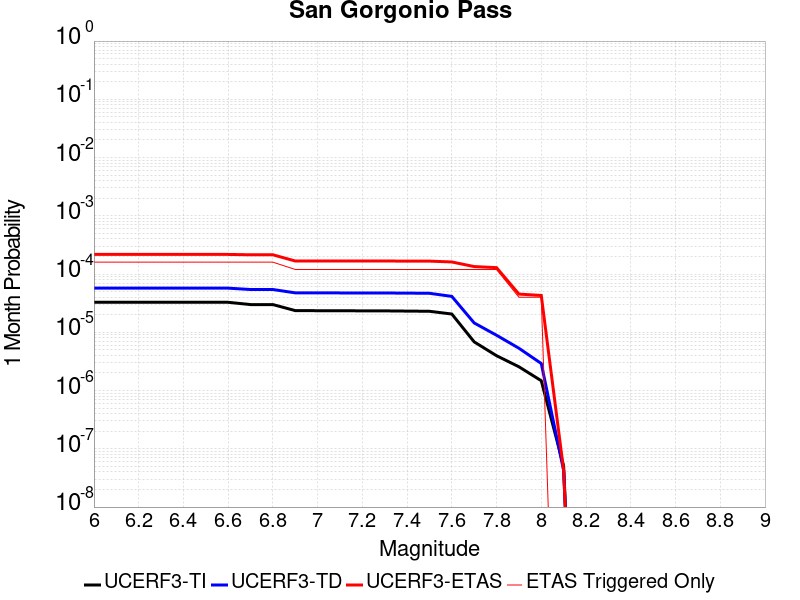 San Gorgonio Pass
10^0
10^-1
10^-2
10^-3
10^-4
10^-5
10^-6
10^-7
10^-8
1 Month Probability
6 6.2 6.4 6.6 6.8 7 7.2 7.4 7.6 7.8 8 8.2 8.4 8.6 8.8 9
Magnitude
UCERF3-TI UCERF3-TD UCERF3-ETAS ETAS Triggered Only